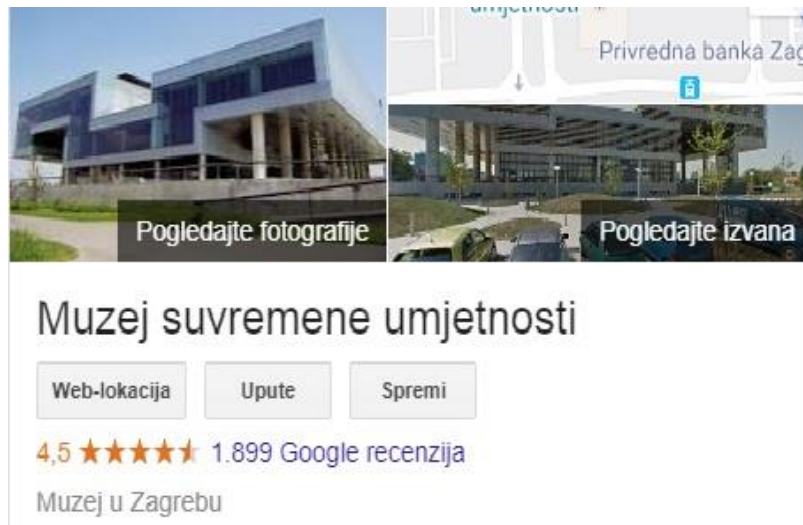 umjetnosti
Privredna banka Zag
Pogledajte fotografije
Pogledajte izvana
Muzej suvremene umjetnosti
Web-lokacija Upute Spremi
4,5 1.899 Google recenzija
Muzej u Zagrebu